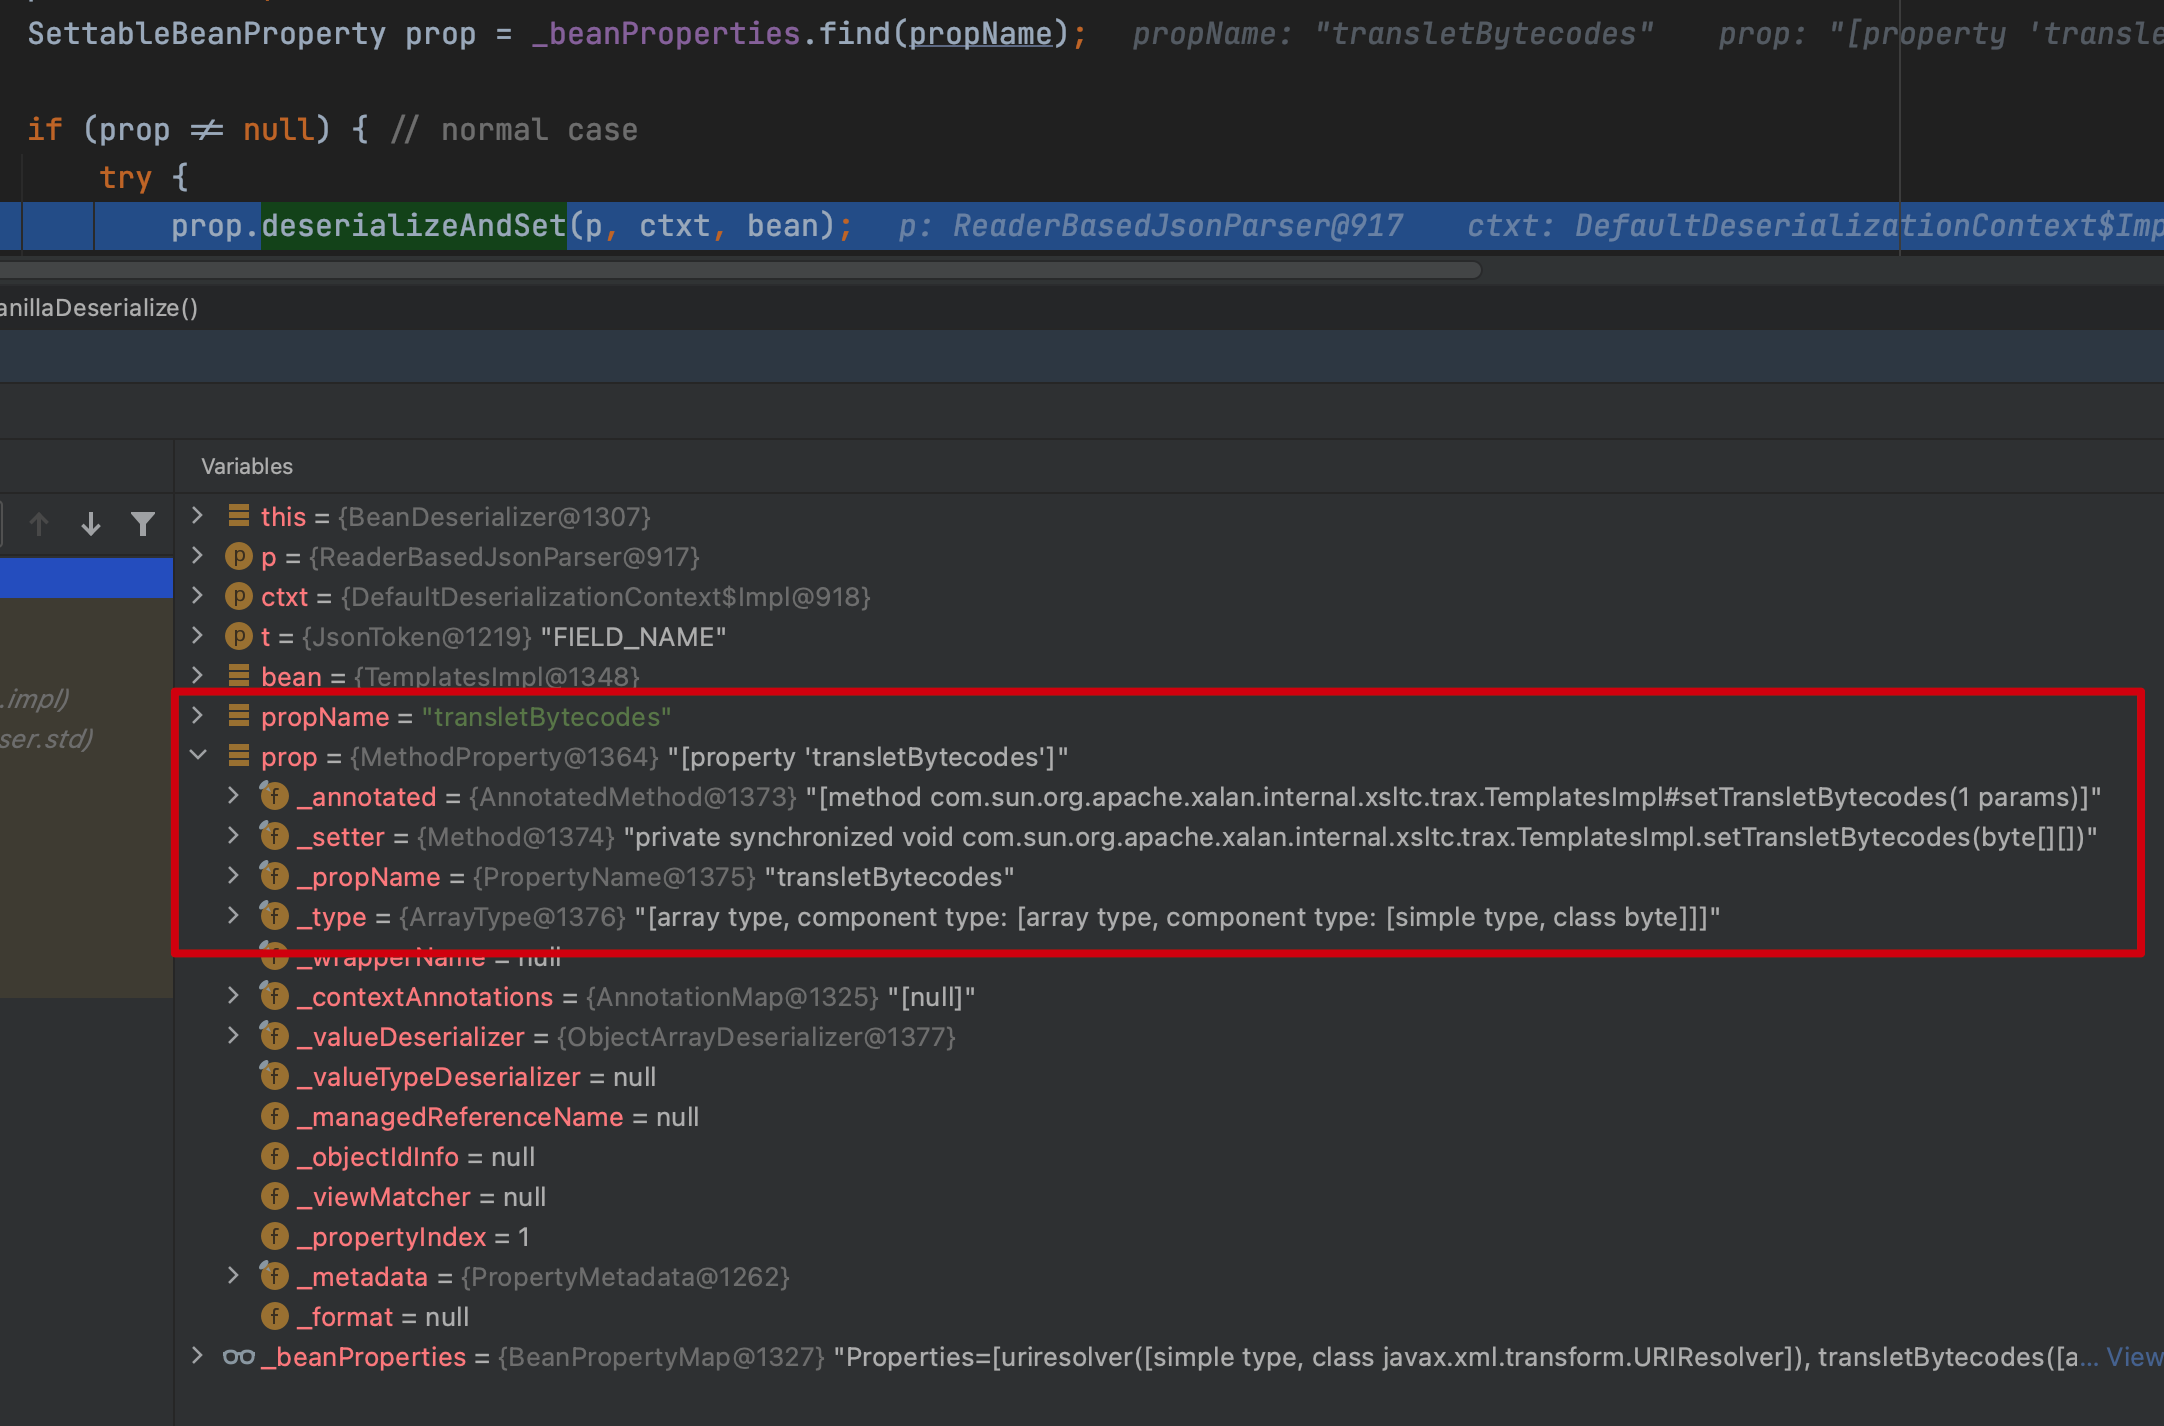 SettableBeanProperty prop = _beanProperties.find(propName);   propName: "transletBytecodes"   prop: "[property 'transle
if (prop ≠ null) { // normal case
try {
prop.deserializeAndSet(p, ctxt, bean);   p: ReaderBasedJsonParser@917   ctxt: DefaultDeserializationContext$Imp
anillaDeserialize()
Variables
this = {BeanDeserializer@1307}
p = {ReaderBasedJsonParser@917}
ctxt = {DefaultDeserializationContext$Impl@918}
t = {JsonToken@1219} "FIELD_NAME"
bean = {TemplatesImpl@1348}
.impl)
propName = "transletBytecodes"
ser.std)
prop = {MethodProperty@1364} "[property 'transletBytecodes']"
_annotated = {AnnotatedMethod@1373} "[method com.sun.org.apache.xalan.internal.xsltc.trax.TemplatesImpl#setTransletBytecodes(1 params)]"
_setter = {Method@1374} "private synchronized void com.sun.org.apache.xalan.internal.xsltc.trax.TemplatesImpl.setTransletBytecodes(byte[][])"
_propName = {PropertyName@1375} "transletBytecodes"
_type = {ArrayType@1376} "[array type, component type: [array type, component type: [simple type, class byte]]]"
_wrapperName = null
_contextAnnotations = {AnnotationMap@1325} "[null]"
_valueDeserializer = {ObjectArrayDeserializer@1377}
_valueTypeDeserializer = null
_managedReferenceName = null
_objectIdInfo = null
_viewMatcher = null
_propertyIndex = 1
_metadata = {PropertyMetadata@1262}
_format = null
_beanProperties = {BeanPropertyMap@1327} "Properties=[uriresolver([simple type, class javax.xml.transform.URIResolver]), transletBytecodes([a... View